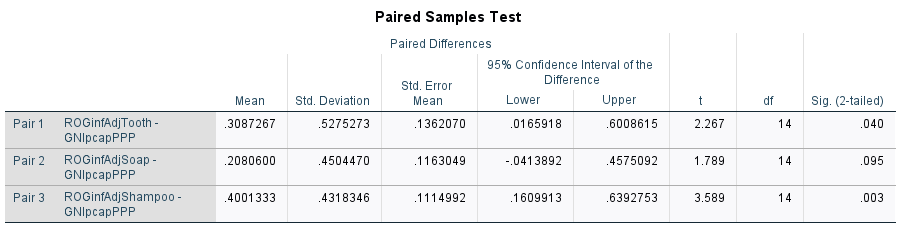 Paired Samples Test
Paired Differences
95% Confidence Interval of the
Difference
Std. Error
Mean
Mean Std. Deviation Lower Upper t df Sig. (2-tailed)
Pair 1 ROGinfAdjTooth - .3087267 .5275273 .1362070 .0165918 .6008615 2.267 14 .040
GNIpcapPPP
Pair 2 ROGinfAdjSoap - .2080600 .4504470 .1163049 -.0413892 .4575092 1.789 14 .095
GNIpcapPPP
Pair 3 ROGinfAdjShampoo - .4001333 .4318346 .1114992 .1609913 .6392753 3.589 14 .003
GNIpcapPPP